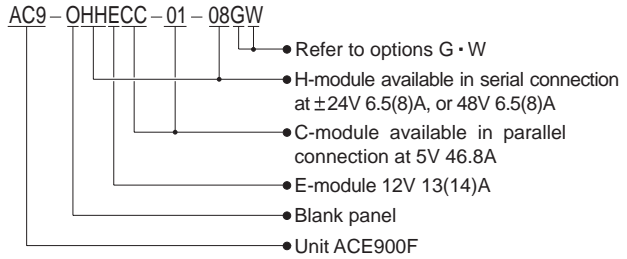 AC9–OHHECC–01–08GW
Refer to options G・W
H-module available in serial connection
at ±24V 6.5(8)A, or 48V 6.5(8)A
C-module available in parallel
connection at 5V 46.8A
E-module 12V 13(14)A
Blank panel
Unit ACE900F